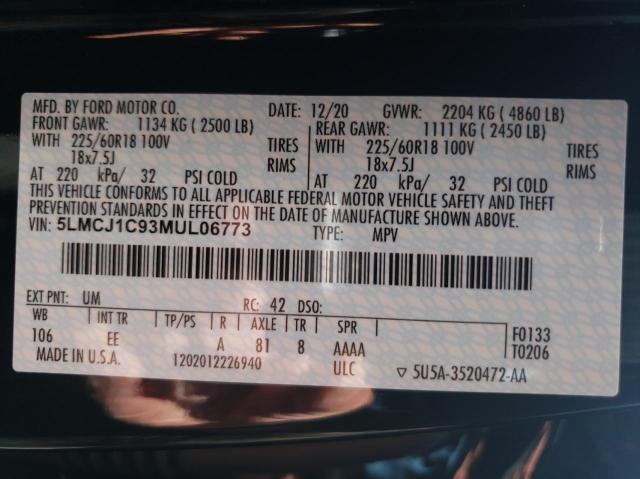 MFD. BY FORD MOTOR CO. DATE: 12/20 GVWR: 2204 KG ( 4860 LB)
FRONT GAWR: 1134 KG ( 2500 LB) REAR GAWR: 1111 KG ( 2450 LB)
WITH 225/60R18 100V TIRES WITH 225/60R18 100V TIRES
18x7.5J RIMS 18x7.5J RIMS
AT 220 kPa/ 32 PSI COLD AT 220 kPa/ 32 PSI COLD
THIS VEHICLE CONFORMS TO ALL APPLICABLE FEDERAL MOTOR VEHICLE SAFETY AND THEFT
PREVENTION STANDARDS IN EFFECT ON THE DATE OF MANUFACTURE SHOWN ABOVE.
VIN: 5LMCJ1C93MUL06773 TYPE: MPV
EXT PNT: UM RC: 42 DSO:
WB INT TR TP/PS R AXLE TR SPR F0133
106 EE A 81 8 AAAA T0206
MADE IN U.S.A. 1202012226940 ULC ▽ 5U5A-3520472-AA